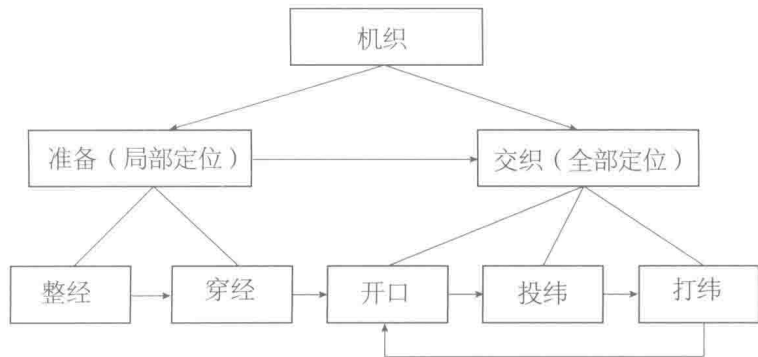 机织
准备（局部定位）
交织（全部定位）
整经
穿经
开口
投纬
打纬